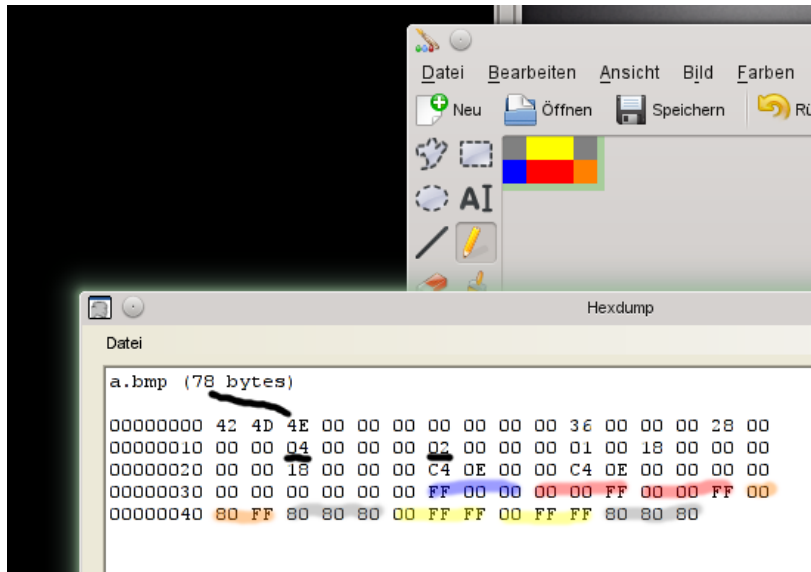 Datei Bearbeiten Ansicht Bild Farben
Neu Öffnen Speichern Rü
AI
Hexdump
Datei
a.bmp (78 bytes)
00000000 42 4D 4E 00 00 00 00 00 00 00 36 00 00 00 28 00
00000010 00 00 04 00 00 00 02 00 00 00 01 00 18 00 00 00
00000020 00 00 18 00 00 00 C4 0E 00 00 C4 0E 00 00 00 00
00000030 00 00 00 00 00 00 FF 00 00 00 00 FF 00 00 FF 00
00000040 80 FF 80 80 80 00 FF FF 00 FF FF 80 80 80